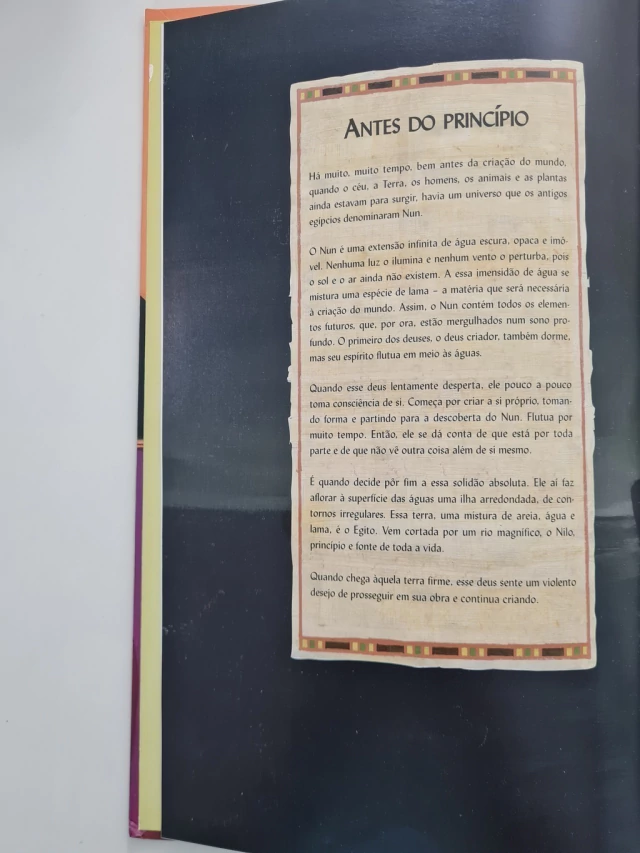 ANTES DO PRINCÍPIO
Há muito, muito tempo, bem antes da criação do mundo,
quando o céu, a Terra, os homens, os animais e as plantas
ainda estavam para surgir, havia um universo que os antigos
egípcios denominaram Nun.
O Nun é uma extensão infinita de água escura, opaca e imó-
vel. Nenhuma luz o ilumina e nenhum vento o perturba, pois
o sol e o ar ainda não existem. A essa imensidão de água se
mistura uma espécie de lama – a matéria que será necessária
à criação do mundo. Assim, o Nun contém todos os elemen-
tos futuros, que, por ora, estão mergulhados num sono pro-
fundo. O primeiro dos deuses, o deus criador, também dorme,
mas seu espírito flutua em meio às águas.
Quando esse deus lentamente desperta, ele pouco a pouco
toma consciência de si. Começa por criar a si próprio, toman-
do forma e partindo para a descoberta do Nun. Flutua por
muito tempo. Então, ele se dá conta de que está por toda
parte e de que não vê outra coisa além de si mesmo.
É quando decide pôr fim a essa solidão absoluta. Ele aí faz
aflorar à superfície das águas uma ilha arredondada, de con-
tornos irregulares. Essa terra, uma mistura de areia, água e
lama, é o Egito. Vem cortada por um rio magnífico, o Nilo,
princípio e fonte de toda a vida.
Quando chega àquela terra firme, esse deus sente um violento
desejo de prosseguir em sua obra e continua criando.